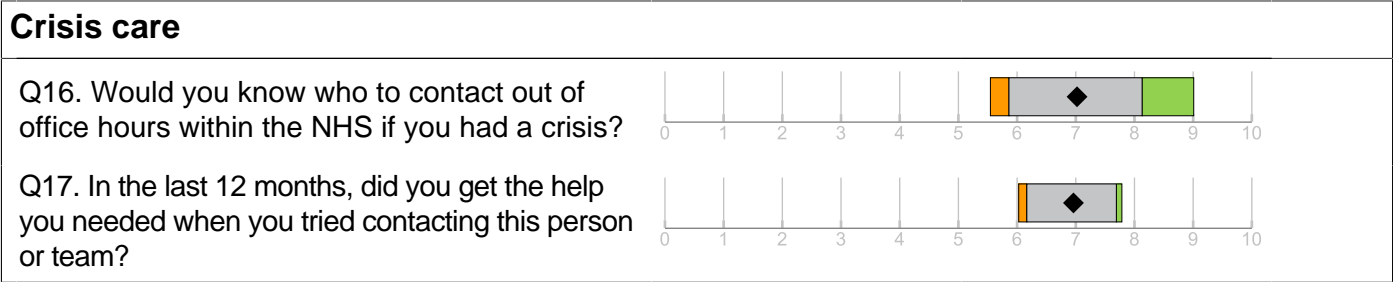 Crisis care
Q16. Would you know who to contact out of
office hours within the NHS if you had a crisis?
0 1 2 3 4 5 6 7 8 9 10
Q17. In the last 12 months, did you get the help
you needed when you tried contacting this person
or team?
0 1 2 3 4 5 6 7 8 9 10